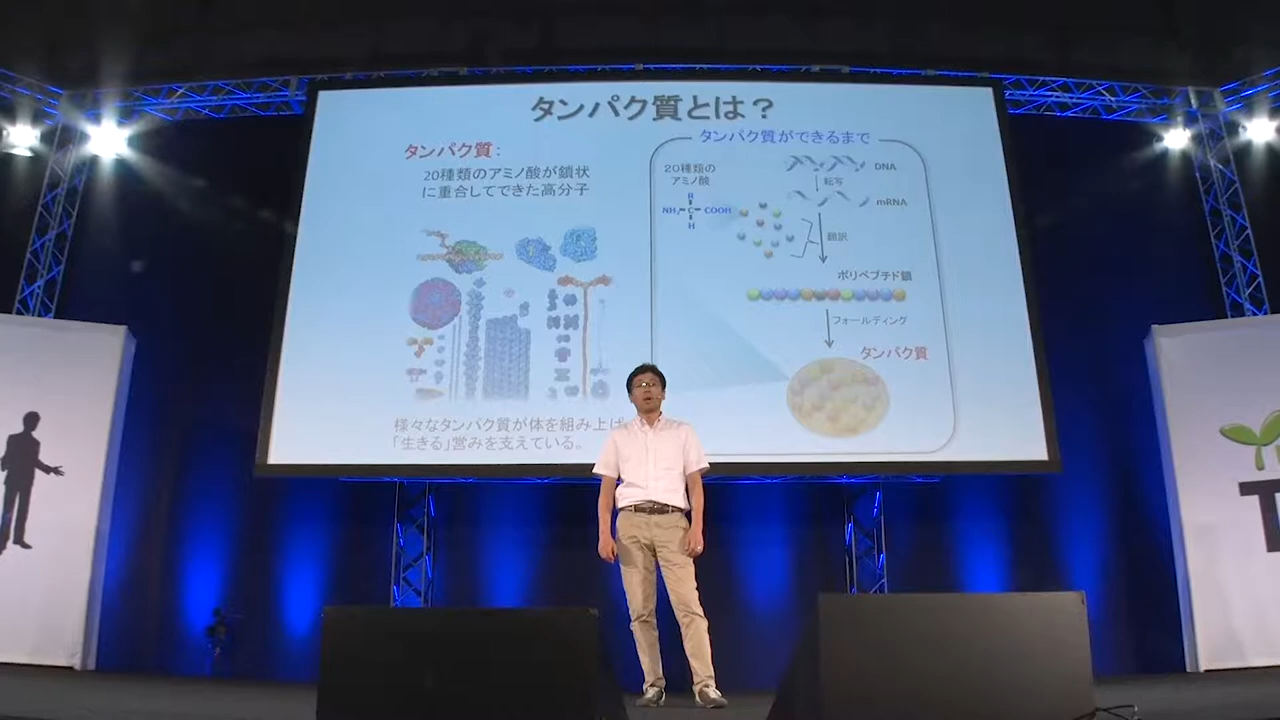 タンパク質とは？
タンパク質：
20種類のアミノ酸が鎖状
に重合してできた高分子
様々なタンパク質が体を組み上げ
「生きる」営みを支えている。
タンパク質ができるまで
20種類の
アミノ酸
R
NH₂ C COOH
H
DNA
転写
mRNA
翻訳
ポリペプチド鎖
フォールディング
タンパク質
T